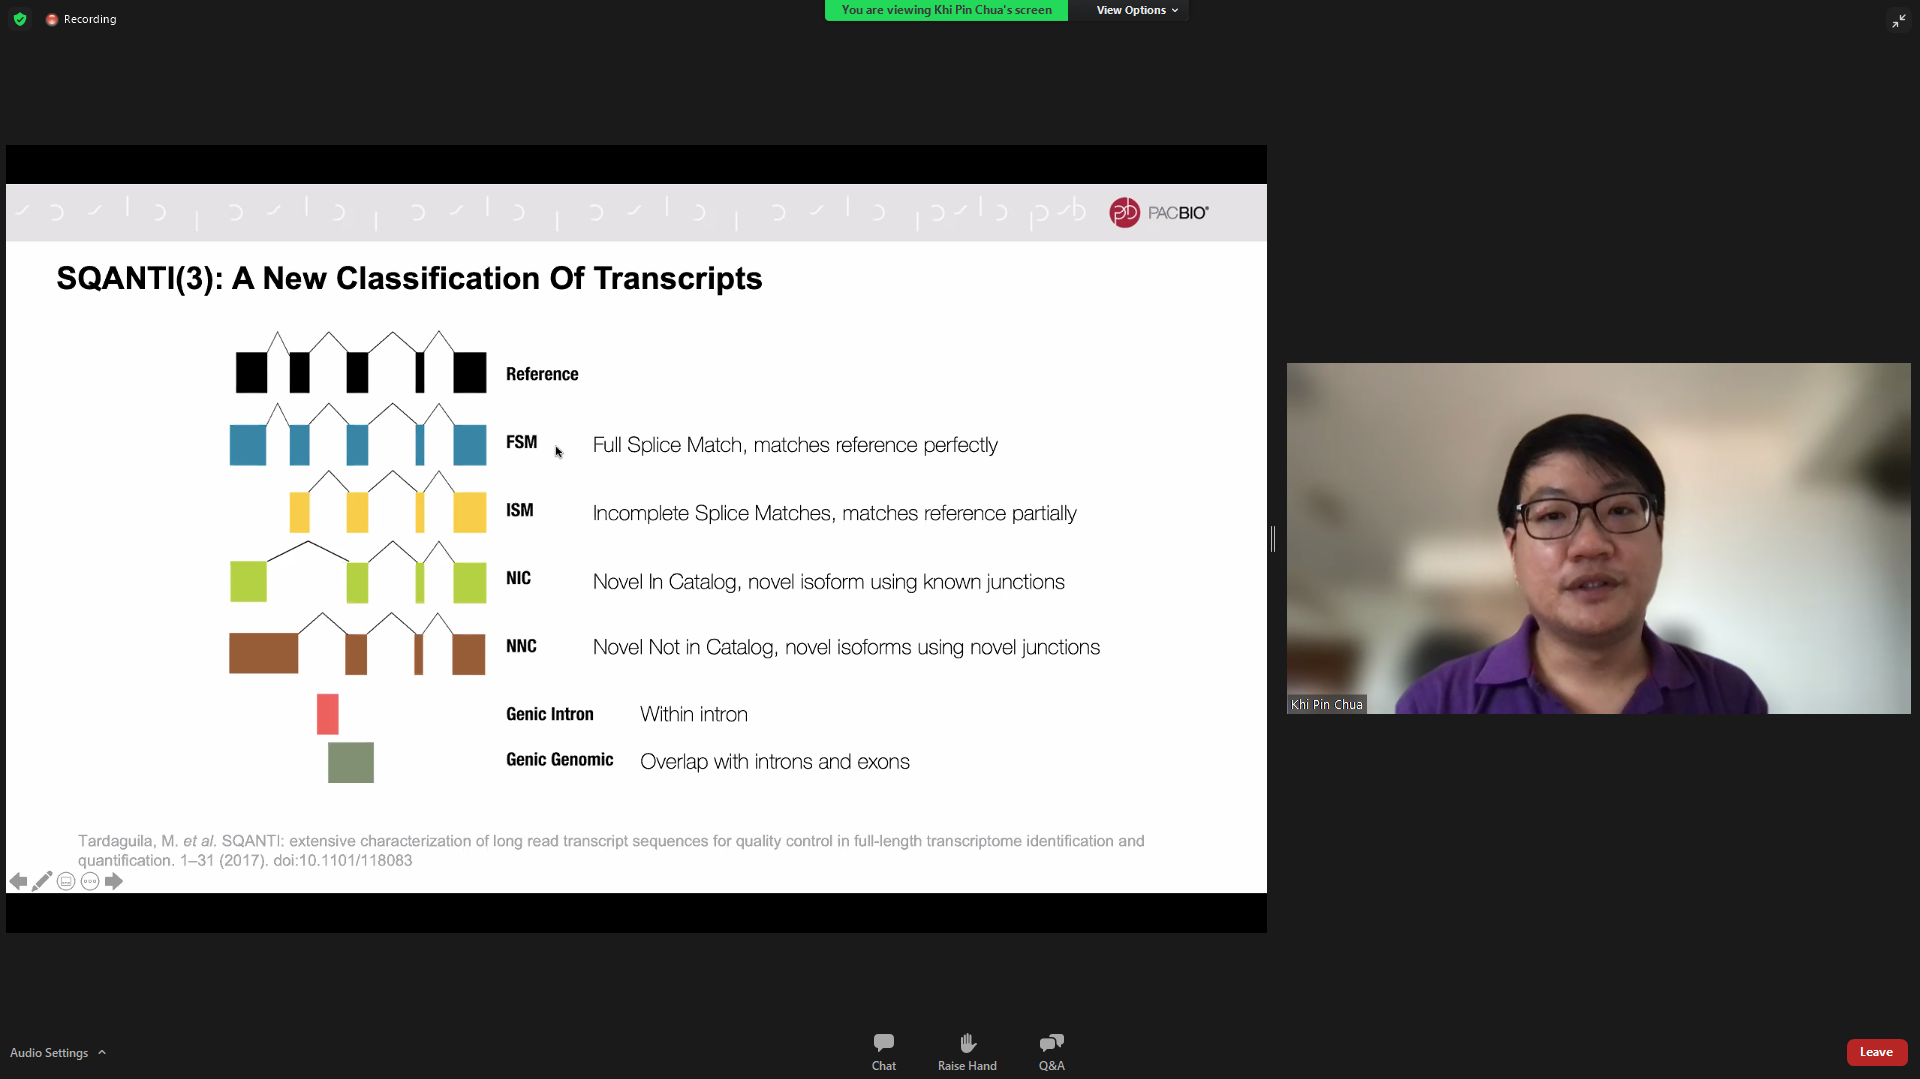 Recording
You are viewing Khi Pin Chua's screen
View Options
PACBIO®
SQANTI(3): A New Classification Of Transcripts
Reference
FSM Full Splice Match, matches reference perfectly
ISM Incomplete Splice Matches, matches reference partially
NIC Novel In Catalog, novel isoform using known junctions
NNC Novel Not in Catalog, novel isoforms using novel junctions
Genic Intron Within intron
Genic Genomic Overlap with introns and exons
Tardaguila, M. et al. SQANTI: extensive characterization of long read transcript sequences for quality control in full-length transcriptome identification and
quantification. 1–31 (2017). doi:10.1101/118083
Khi Pin Chua
Audio Settings
Chat
Raise Hand
Q&A
Leave